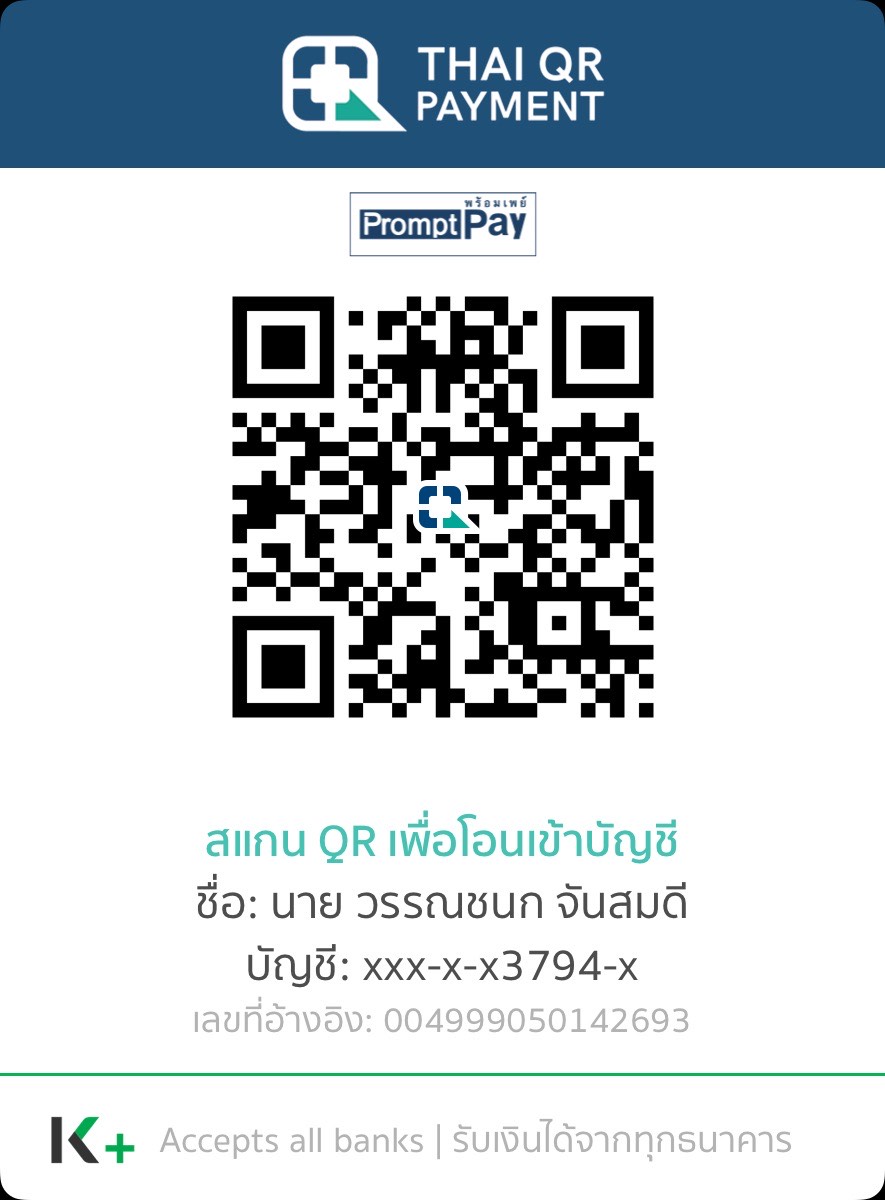 THAI QR
PAYMENT
พร้อมเพย์
PromptPay
สแกน QR เพื่อโอนเข้าบัญชี
ชื่อ: นาย วรรณชนก จันสมดี
บัญชี: xxx-x-x3794-x
เลขที่อ้างอิง: 004999050142693
K+ Accepts all banks | รับเงินได้จากทุกธนาคาร